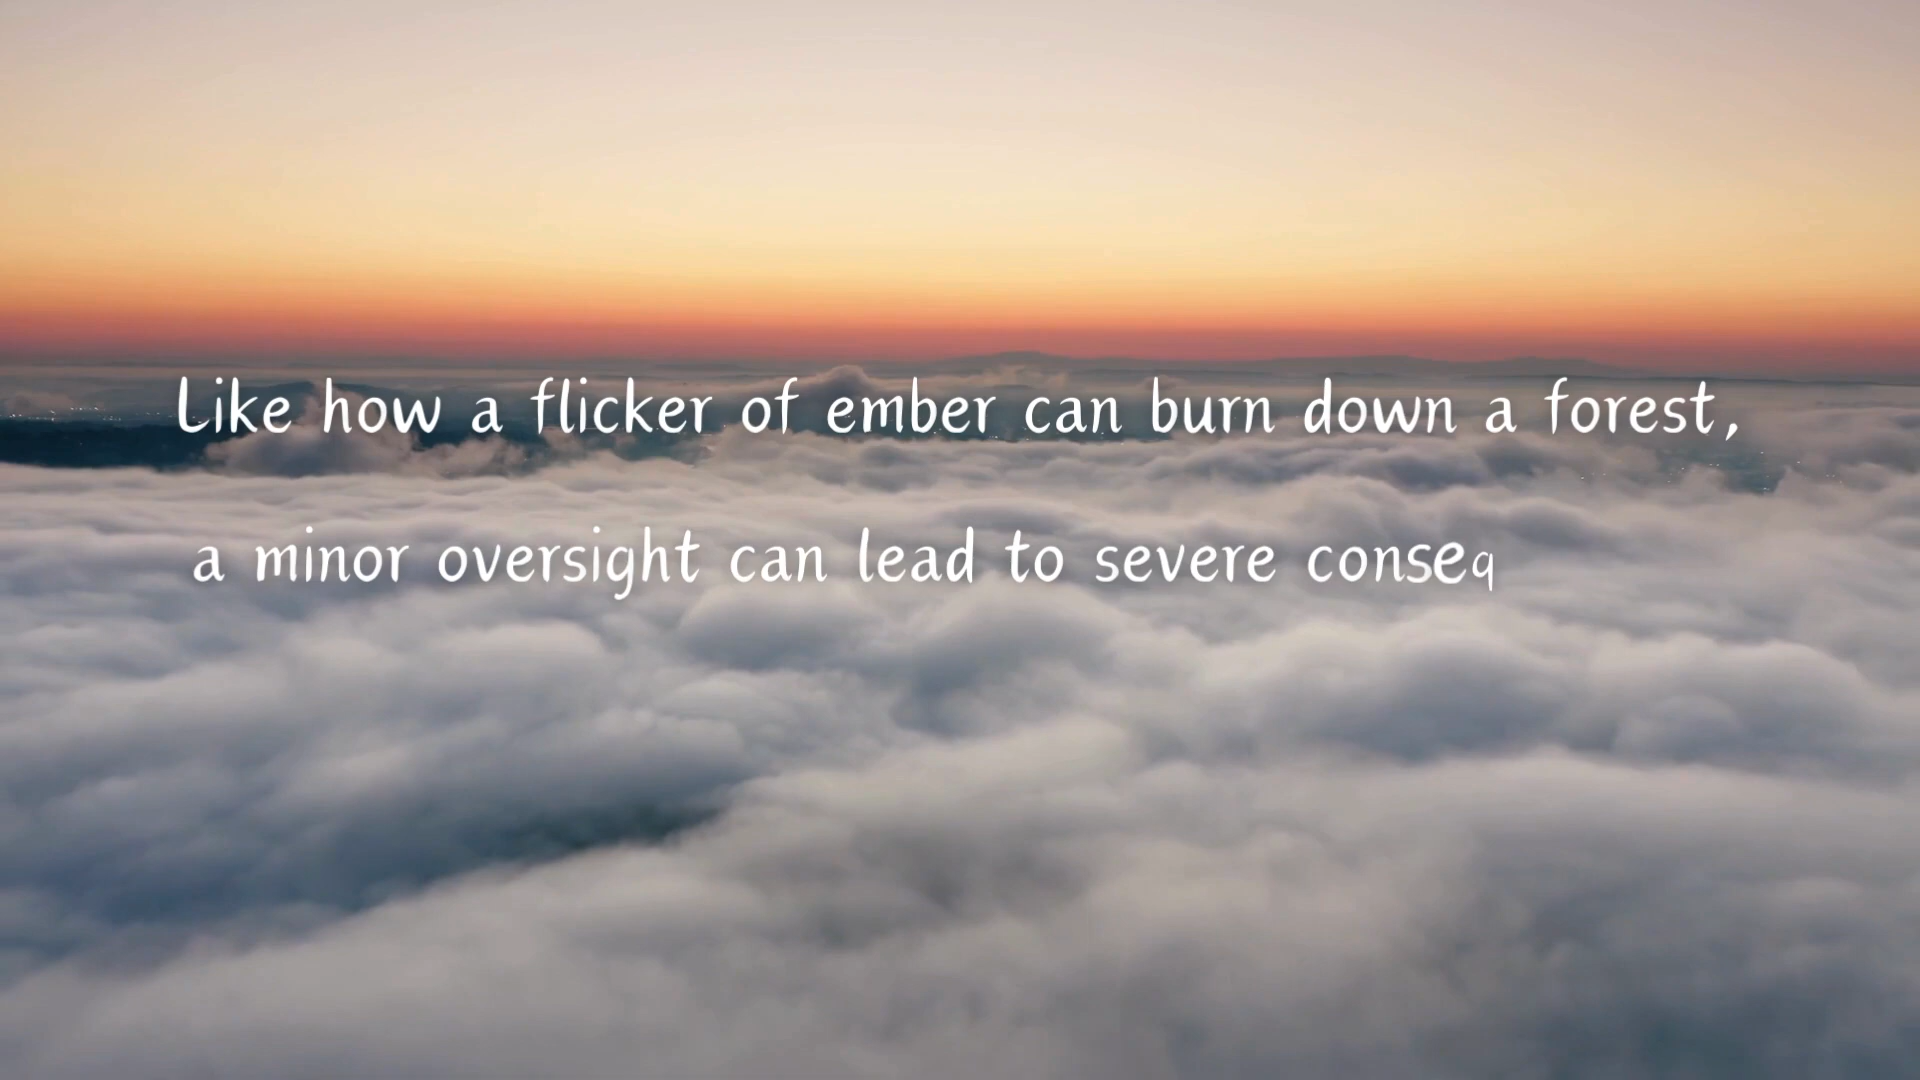 Like how a flicker of ember can burn down a forest,
a minor oversight can lead to severe conseq